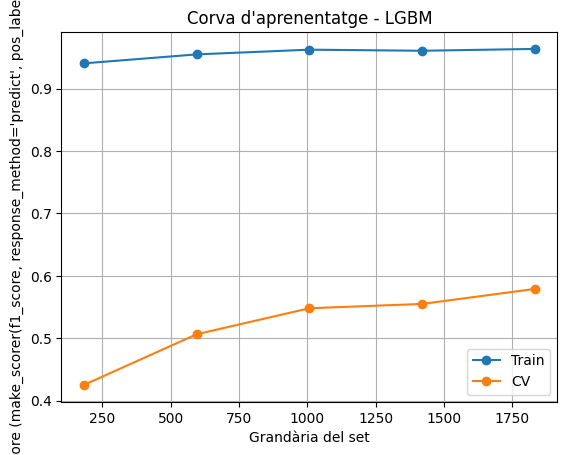 Corva d'aprenentatge - LGBM
ore (make_scorer(f1_score, response_method='predict', pos_labe
0.9
0.8
0.7
0.6
0.5
0.4
250
500
750
1000
1250
1500
1750
Grandària del set
Train
CV